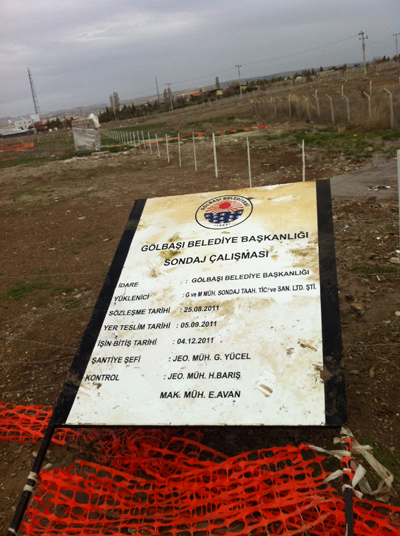 GÖLBAŞI BELEDİYESİ
GÖLBAŞI BELEDİYE BAŞKANLIĞI
SONDAJ ÇALIŞMASI
İDARE : GÖLBAŞI BELEDİYE BAŞKANLIĞI
YÜKLENİCİ : G ve M MÜH. SONDAJ TAAH. TİC. ve SAN. LTD. ŞTİ.
SÖZLEŞME TARİHİ : 25.08.2011
YER TESLİM TARİHİ : 05.09.2011
İŞİN BİTİŞ TARİHİ : 04.12.2011
ŞANTİYE ŞEFİ : JEO. MÜH. G. YÜCEL
KONTROL : JEO. MÜH. H.BARIŞ
MAK. MÜH. E.AVAN